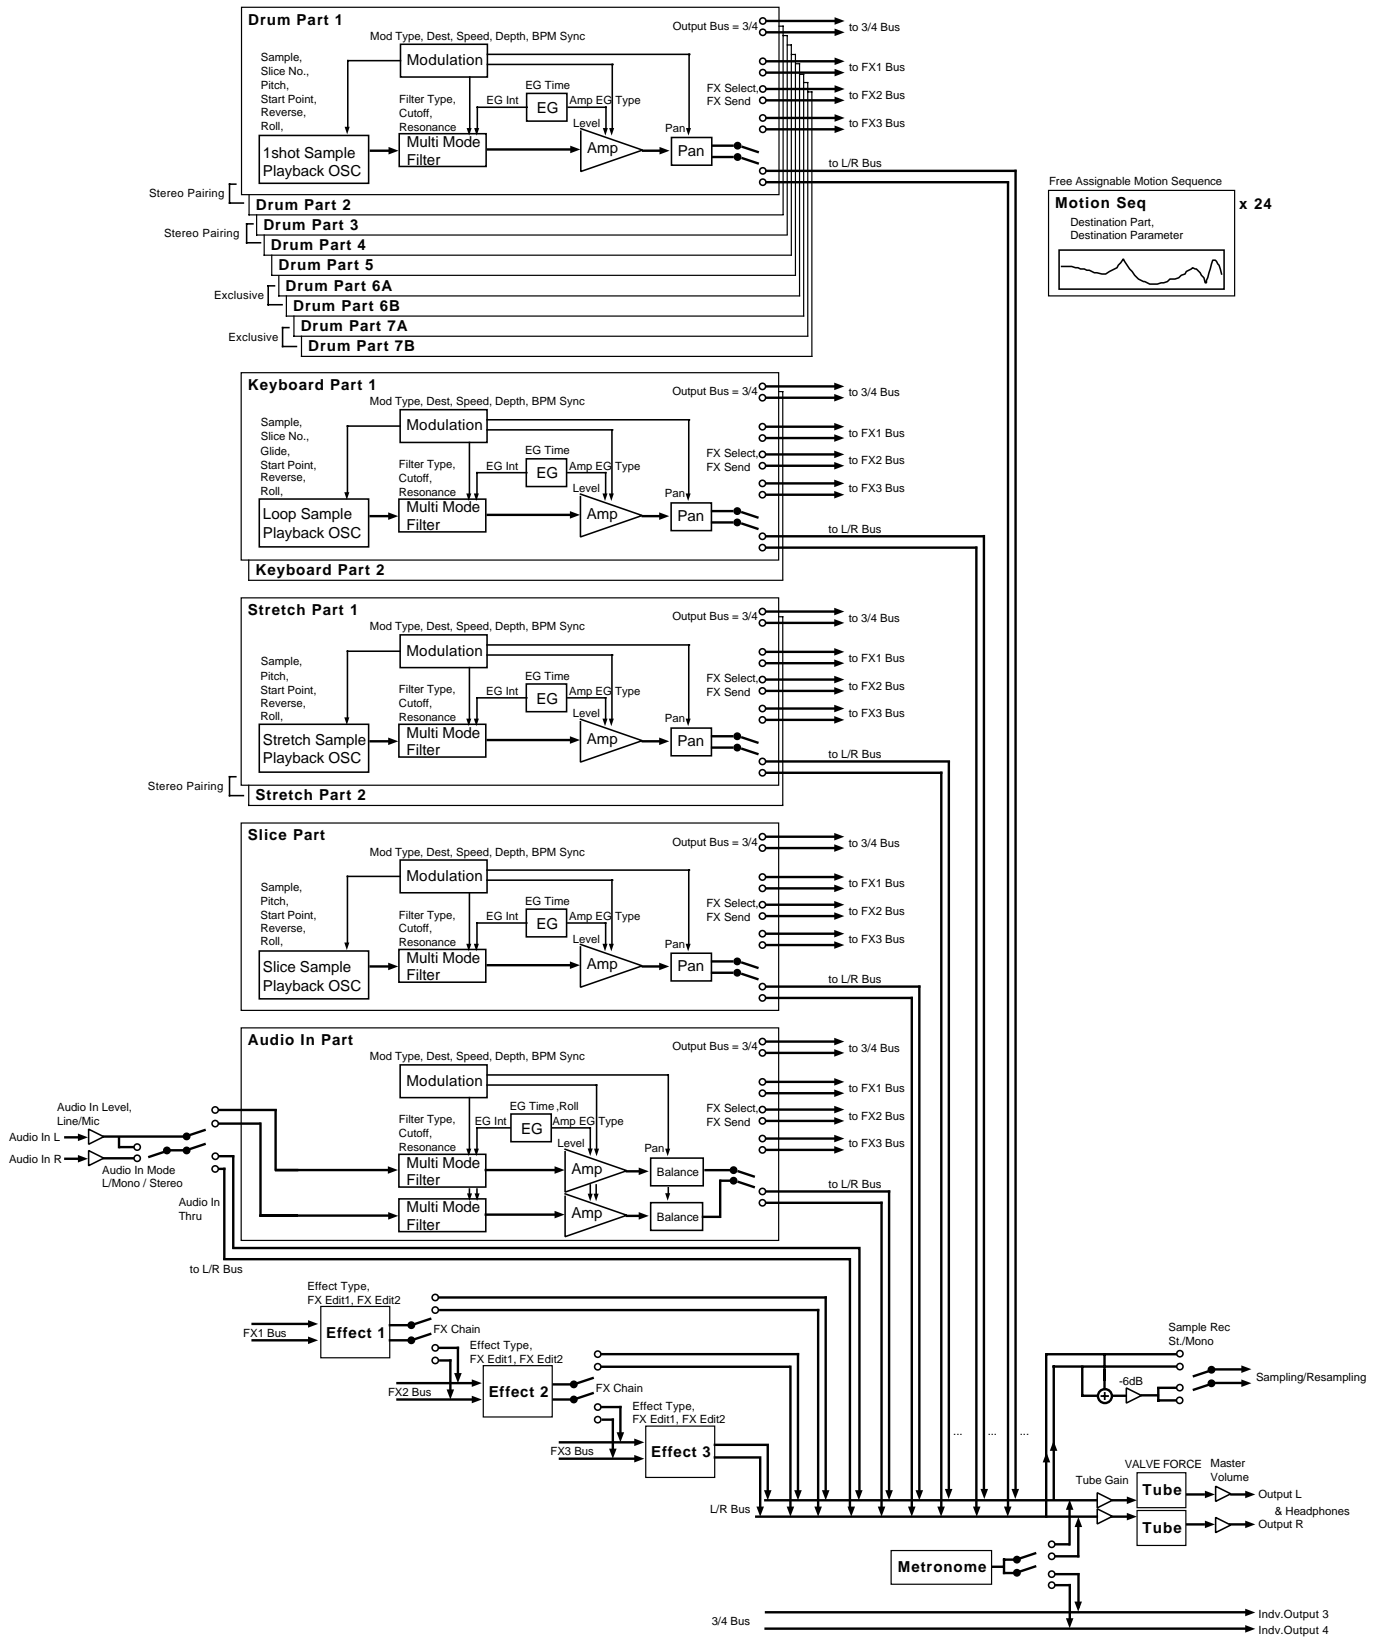 Drum Part 1
Output Bus = 3/4
to 3/4 Bus
Mod Type, Dest, Speed, Depth, BPM Sync
Modulation
Sample,
Slice No.,
Pitch,
Start Point,
Reverse,
Roll,
Filter Type,
Cutoff,
Resonance
EG Int
EG Time
EG
Amp EG Type
Level
Pan
to FX1 Bus
FX Select,
FX Send
to FX2 Bus
to FX3 Bus
1shot Sample
Playback OSC
Multi Mode
Filter
Amp
Pan
to L/R Bus
Stereo Pairing
Drum Part 2
Stereo Pairing
Drum Part 3
Drum Part 4
Drum Part 5
Exclusive
Drum Part 6A
Drum Part 6B
Exclusive
Drum Part 7A
Drum Part 7B
Free Assignable Motion Sequence
Motion Seq
x 24
Destination Part,
Destination Parameter
Keyboard Part 1
Output Bus = 3/4
to 3/4 Bus
Mod Type, Dest, Speed, Depth, BPM Sync
Modulation
Sample,
Slice No.,
Glide,
Start Point,
Reverse,
Roll,
Filter Type,
Cutoff,
Resonance
EG Int
EG Time
EG
Amp EG Type
Level
Pan
to FX1 Bus
FX Select,
FX Send
to FX2 Bus
to FX3 Bus
Loop Sample
Playback OSC
Multi Mode
Filter
Amp
Pan
to L/R Bus
Keyboard Part 2
Stretch Part 1
Output Bus = 3/4
to 3/4 Bus
Mod Type, Dest, Speed, Depth, BPM Sync
Modulation
Sample,
Pitch,
Start Point,
Reverse,
Roll,
Filter Type,
Cutoff,
Resonance
EG Int
EG Time
EG
Amp EG Type
Level
Pan
to FX1 Bus
FX Select,
FX Send
to FX2 Bus
to FX3 Bus
Stretch Sample
Playback OSC
Multi Mode
Filter
Amp
Pan
to L/R Bus
Stereo Pairing
Stretch Part 2
Slice Part
Output Bus = 3/4
to 3/4 Bus
Mod Type, Dest, Speed, Depth, BPM Sync
Modulation
Sample,
Pitch,
Start Point,
Reverse,
Roll,
Filter Type,
Cutoff,
Resonance
EG Int
EG Time
EG
Amp EG Type
Level
Pan
to FX1 Bus
FX Select,
FX Send
to FX2 Bus
to FX3 Bus
Slice Sample
Playback OSC
Multi Mode
Filter
Amp
Pan
to L/R Bus
Audio In Part
Output Bus = 3/4
to 3/4 Bus
Mod Type, Dest, Speed, Depth, BPM Sync
Modulation
Filter Type,
Cutoff,
Resonance
EG Int
EG Time ,Roll
EG
Amp EG Type
Level
Pan
to FX1 Bus
FX Select,
FX Send
to FX2 Bus
to FX3 Bus
Audio In Level,
Line/Mic
Audio In L
Audio In R
Audio In Mode
L/Mono / Stereo
Audio In
Thru
Multi Mode
Filter
Amp
Balance
to L/R Bus
Multi Mode
Filter
Amp
Balance
to L/R Bus
Effect Type,
FX Edit1, FX Edit2
FX1 Bus
Effect 1
FX Chain
Effect Type,
FX Edit1, FX Edit2
FX2 Bus
Effect 2
FX Chain
Effect Type,
FX Edit1, FX Edit2
FX3 Bus
Effect 3
... ... ...
Sample Rec
St./Mono
-6dB
Sampling/Resampling
L/R Bus
Tube Gain
VALVE FORCE
Master
Volume
Tube
Output L
& Headphones
Tube
Output R
Metronome
3/4 Bus
Indv.Output 3
Indv.Output 4